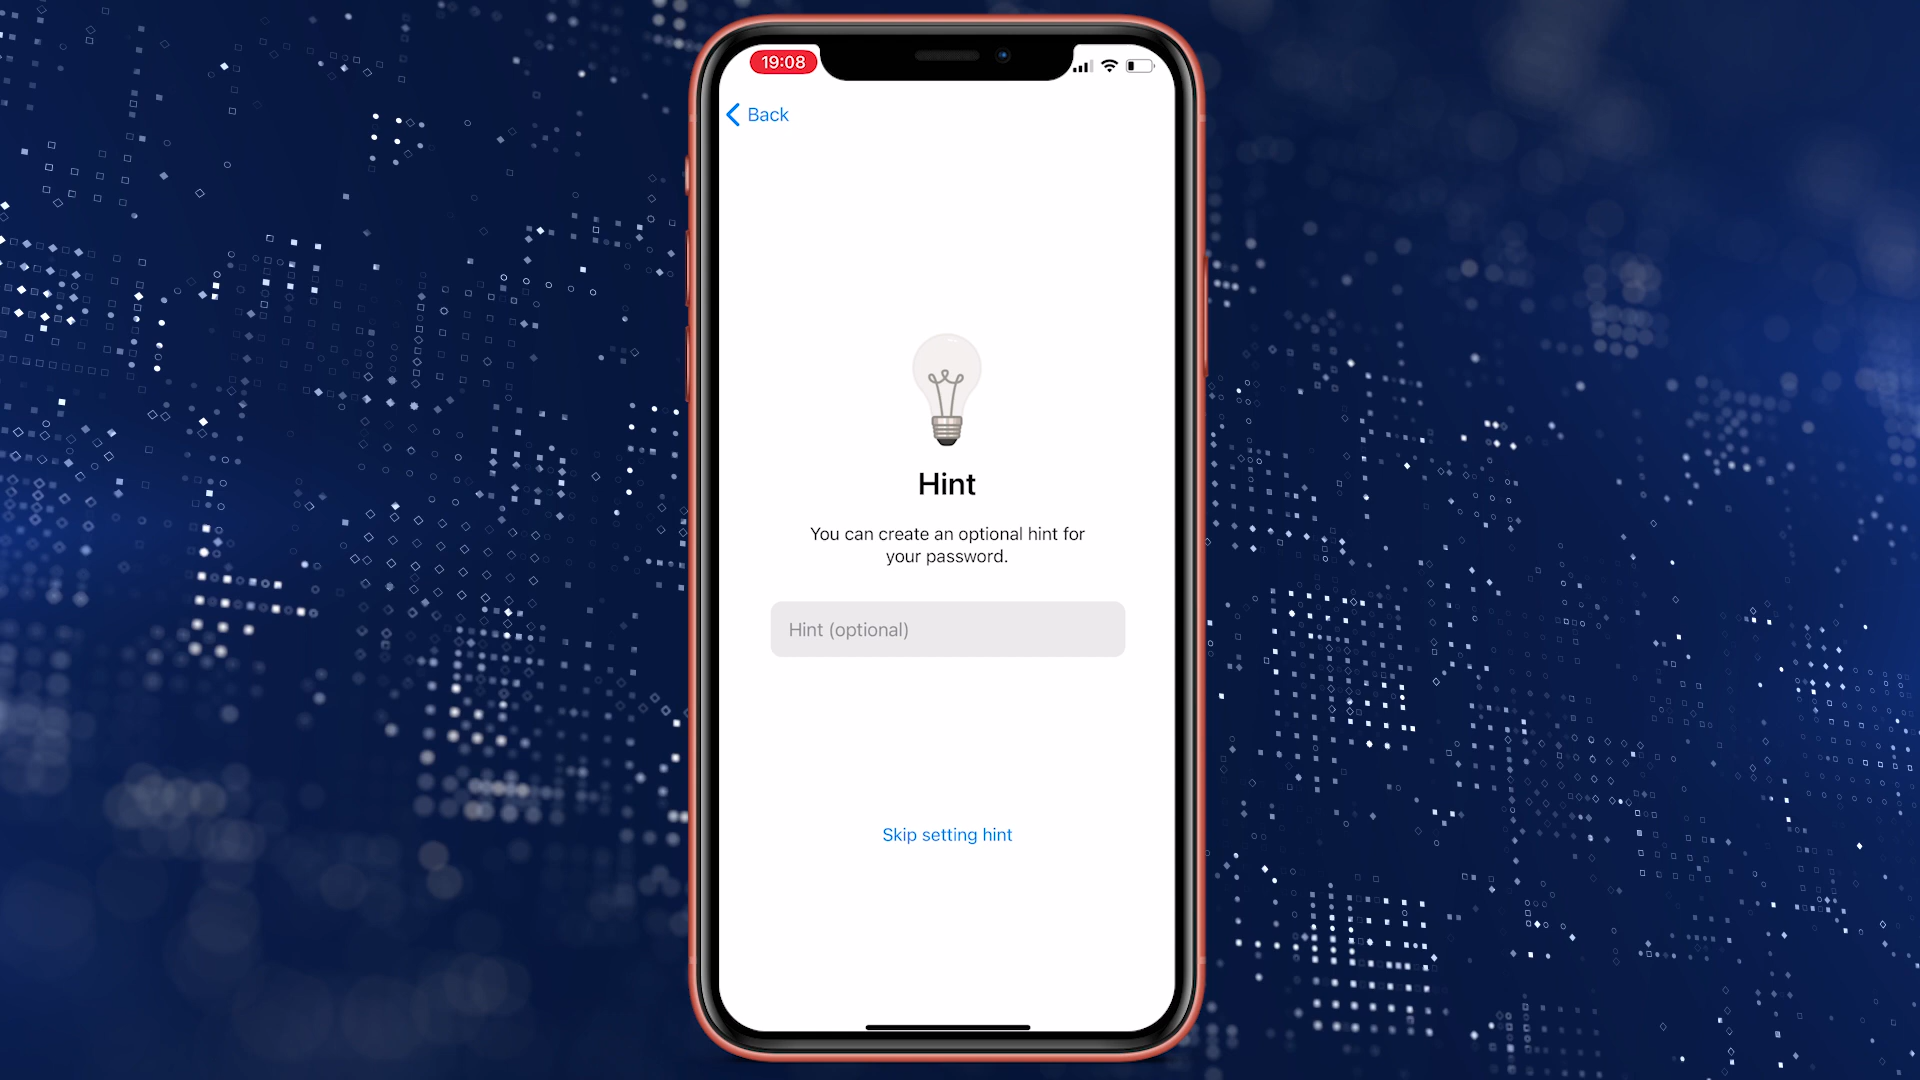 19:08
Back
Hint
You can create an optional hint for
your password.
Hint (optional)
Skip setting hint